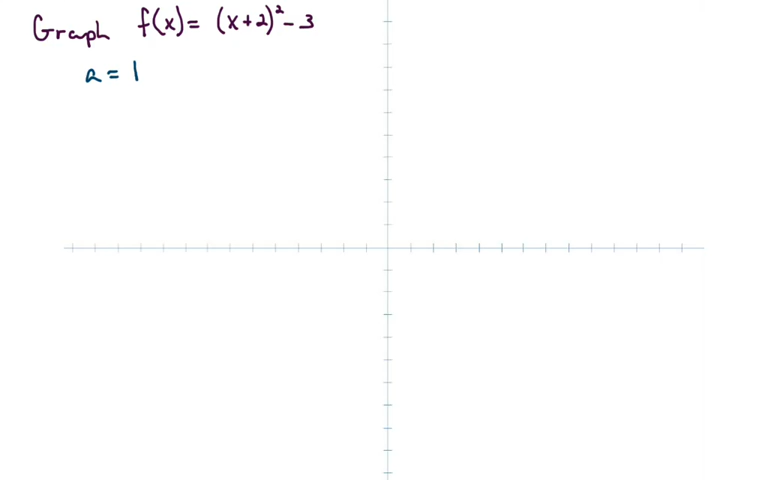 Graph f(x) = (x+2)² - 3
a = 1